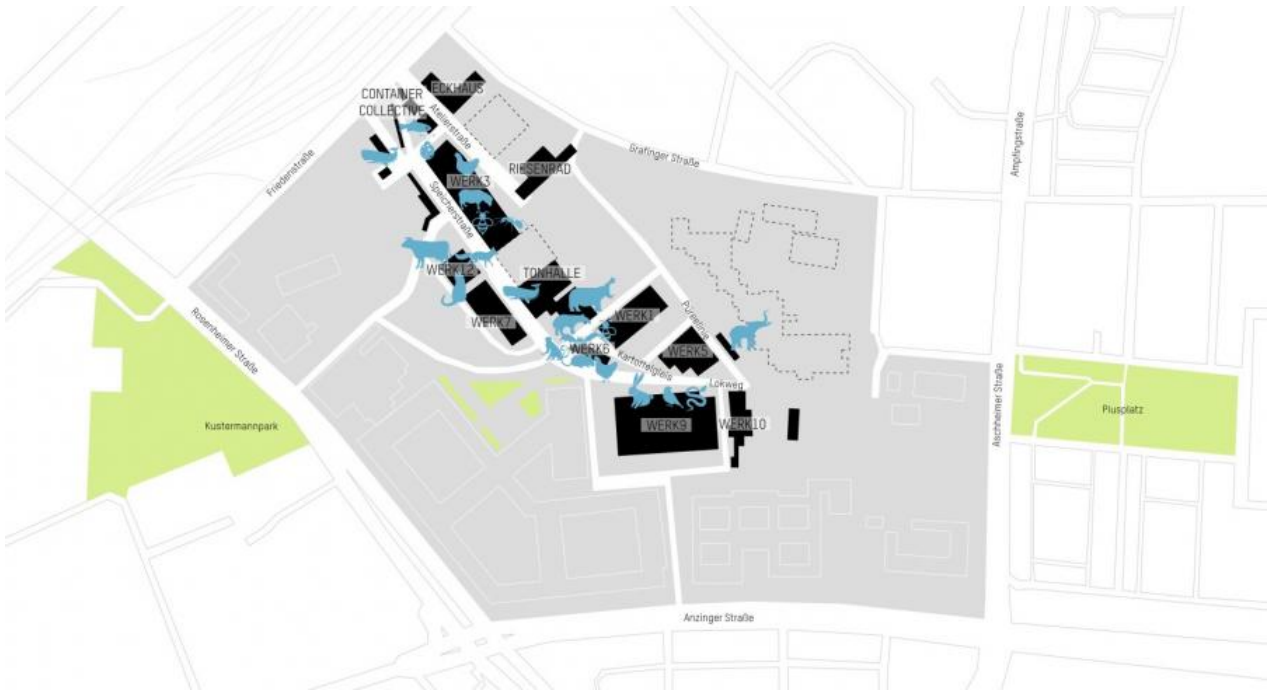 ECKHAUS
CONTAINER
COLLECTIVE
Atelierstraße
Grafinger Straße
Ampfingstraße
Friedenstraße
WERK3
RIESENRAD
Speicherstraße
WERK12
TONHALLE
WERK7
WERK1
Püreelinie
WERK6
WERK5
Kartoffelgleis
Lokweg
Rosenheimer Straße
Aschheimer Straße
Kustermannpark
WERK9
WERK10
Piusplatz
Anzinger Straße